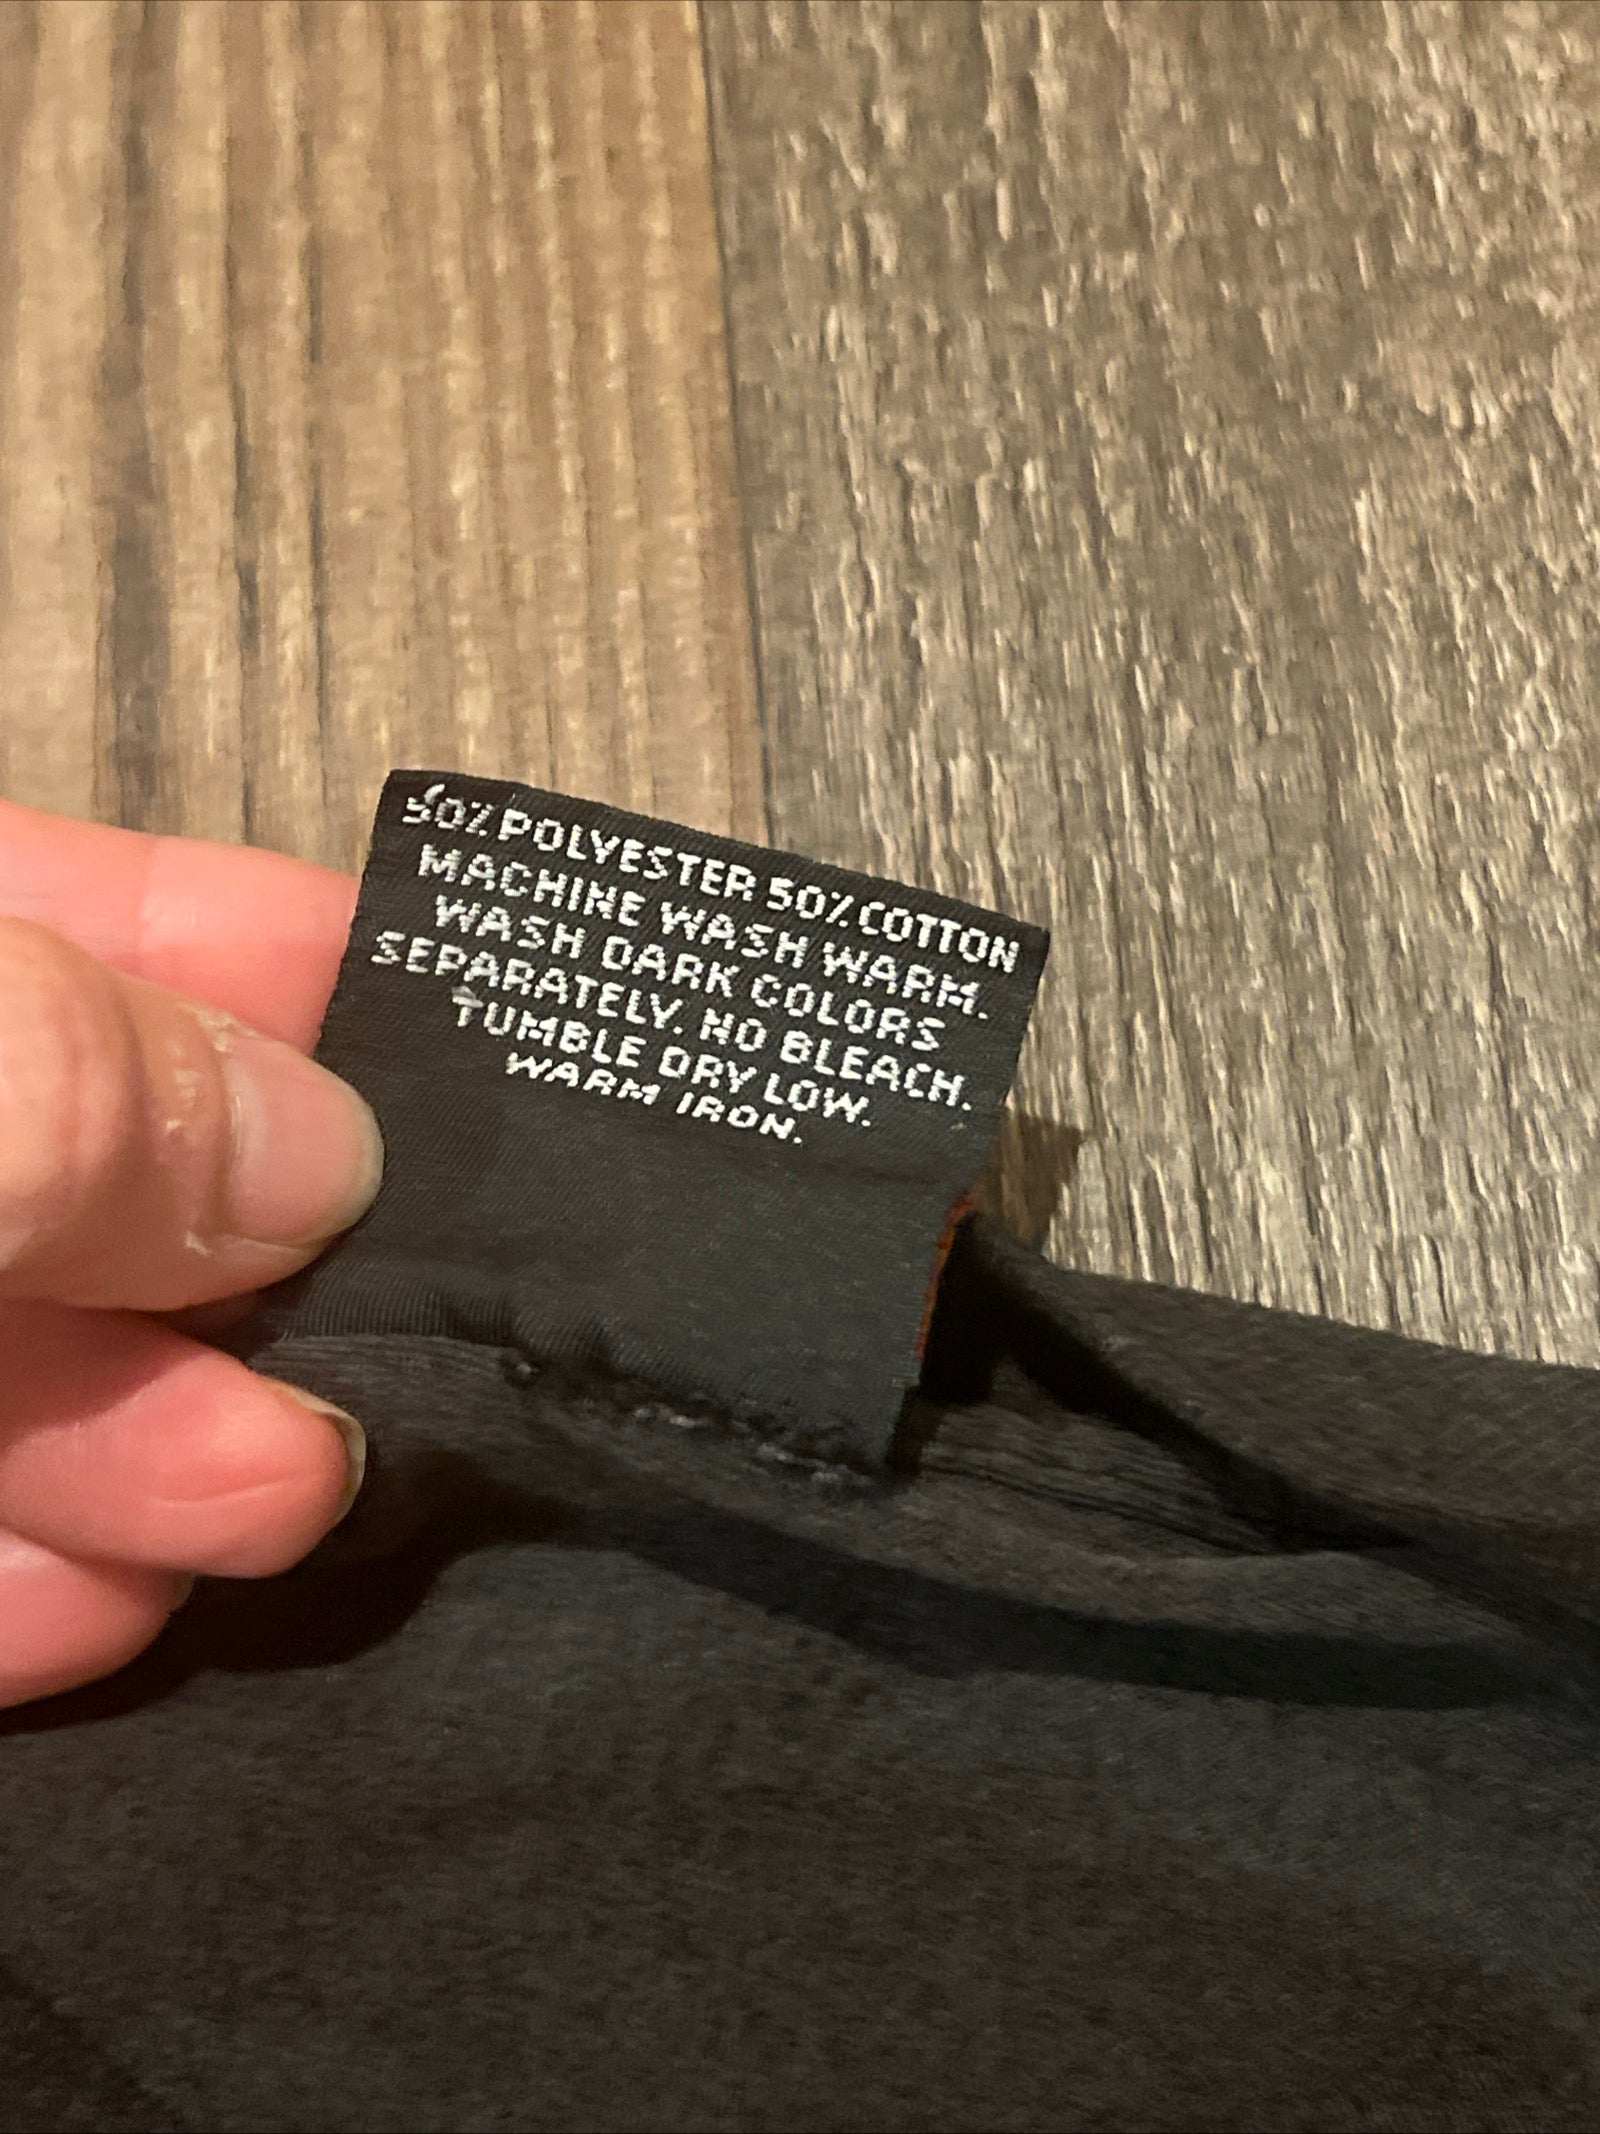 50% POLYESTER 50% COTTON
MACHINE WASH WARM.
WASH DARK COLORS
SEPARATELY. NO BLEACH.
TUMBLE DRY LOW.
WARM IRON.